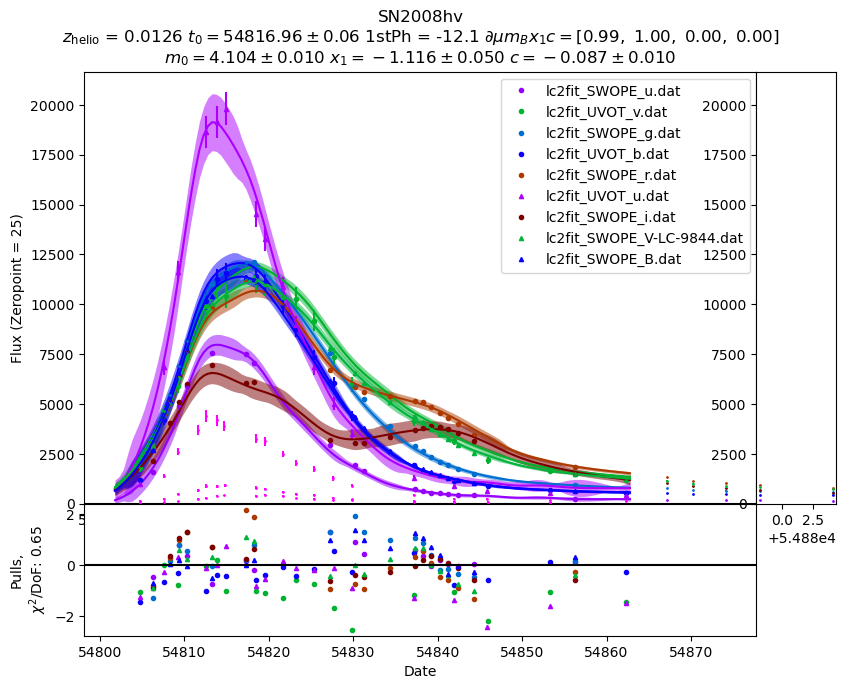 SN2008hv
z_helio = 0.0126 t_0 = 54816.96 ± 0.06 1stPh = -12.1 ∂μm_Bx_1c = [0.99, 1.00, 0.00, 0.00]
m_0 = 4.104 ± 0.010 x_1 = −1.116 ± 0.050 c = −0.087 ± 0.010
Flux (Zeropoint = 25)
20000
17500
15000
12500
10000
7500
5000
2500
0
lc2fit_SWOPE_u.dat
lc2fit_UVOT_v.dat
lc2fit_SWOPE_g.dat
lc2fit_UVOT_b.dat
lc2fit_SWOPE_r.dat
lc2fit_UVOT_u.dat
lc2fit_SWOPE_i.dat
lc2fit_SWOPE_V-LC-9844.dat
lc2fit_SWOPE_B.dat
20000
17500
15000
12500
10000
7500
5000
2500
0
0.0 2.5
+5.488e4
Pulls,
χ²/DoF: 0.65
2
0
−2
54800 54810 54820 54830 54840 54850 54860 54870
Date